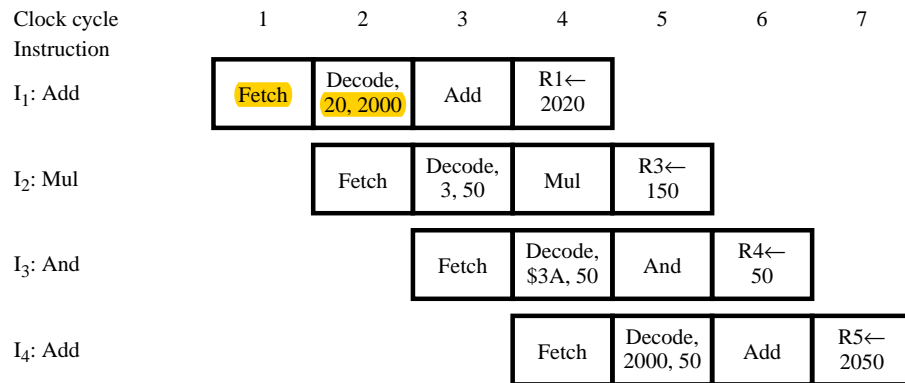 Clock cycle 1 2 3 4 5 6 7
Instruction
I1: Add Fetch Decode, 20, 2000 Add R1← 2020
I2: Mul Fetch Decode, 3, 50 Mul R3← 150
I3: And Fetch Decode, $3A, 50 And R4← 50
I4: Add Fetch Decode, 2000, 50 Add R5← 2050